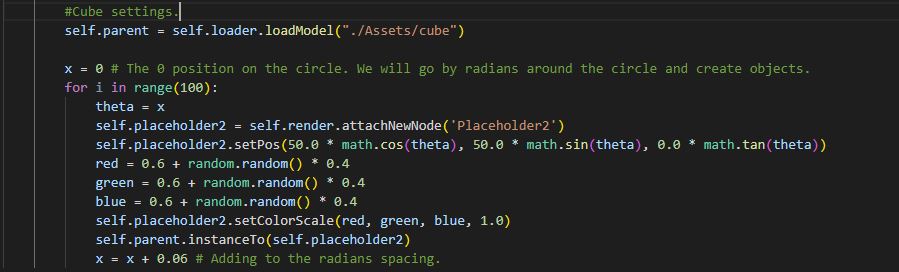 #Cube settings.
self.parent = self.loader.loadModel("./Assets/cube")
x = 0 # The 0 position on the circle. We will go by radians around the circle and create objects.
for i in range(100):
theta = x
self.placeholder2 = self.render.attachNewNode('Placeholder2')
self.placeholder2.setPos(50.0 * math.cos(theta), 50.0 * math.sin(theta), 0.0 * math.tan(theta))
red = 0.6 + random.random() * 0.4
green = 0.6 + random.random() * 0.4
blue = 0.6 + random.random() * 0.4
self.placeholder2.setColorScale(red, green, blue, 1.0)
self.parent.instanceTo(self.placeholder2)
x = x + 0.06 # Adding to the radians spacing.